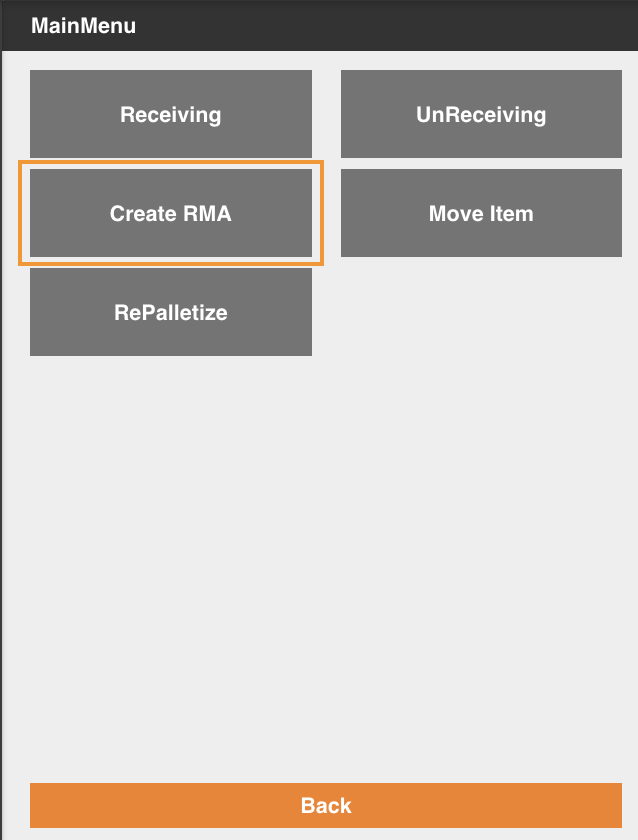 MainMenu
Receiving
UnReceiving
Create RMA
Move Item
RePalletize
Back